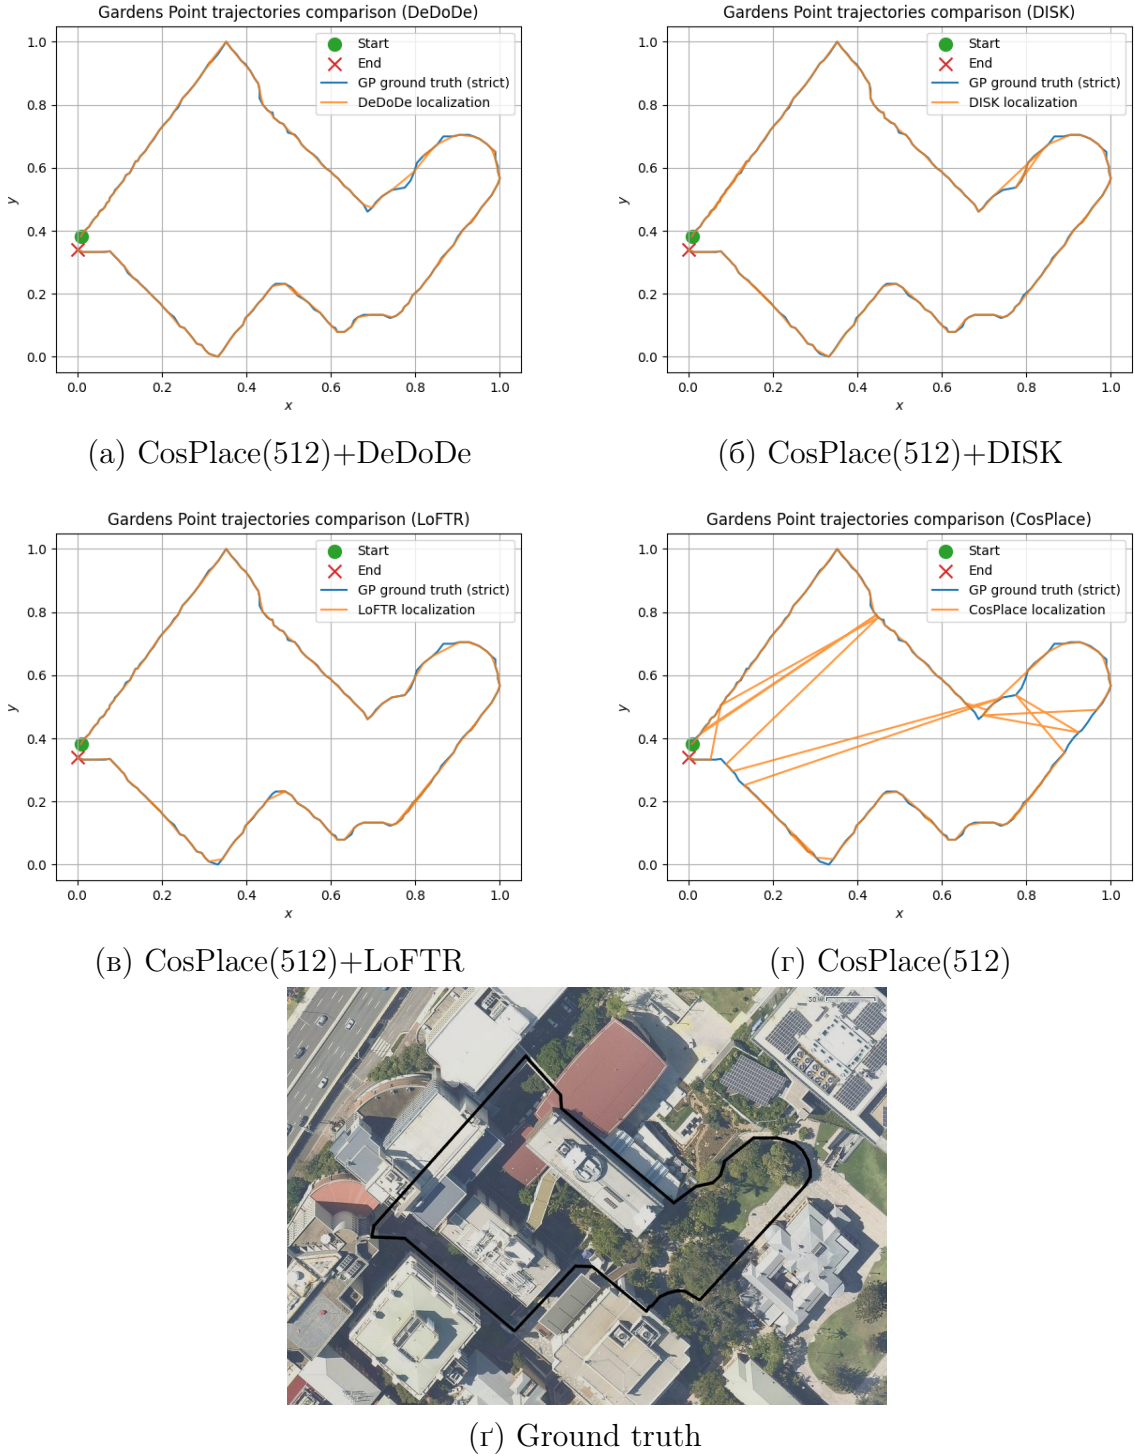 Gardens Point trajectories comparison (DeDoDe)
Start
End
GP ground truth (strict)
DeDoDe localization
1.0
0.8
0.6
0.4
0.2
0.0
y
0.0 0.2 0.4 0.6 0.8 1.0
x
(а) CosPlace(512)+DeDoDe
Gardens Point trajectories comparison (DISK)
Start
End
GP ground truth (strict)
DISK localization
1.0
0.8
0.6
0.4
0.2
0.0
y
0.0 0.2 0.4 0.6 0.8 1.0
x
(б) CosPlace(512)+DISK
Gardens Point trajectories comparison (LoFTR)
Start
End
GP ground truth (strict)
LoFTR localization
1.0
0.8
0.6
0.4
0.2
0.0
y
0.0 0.2 0.4 0.6 0.8 1.0
x
(в) CosPlace(512)+LoFTR
Gardens Point trajectories comparison (CosPlace)
Start
End
GP ground truth (strict)
CosPlace localization
1.0
0.8
0.6
0.4
0.2
0.0
y
0.0 0.2 0.4 0.6 0.8 1.0
x
(г) CosPlace(512)
20 m
(ґ) Ground truth